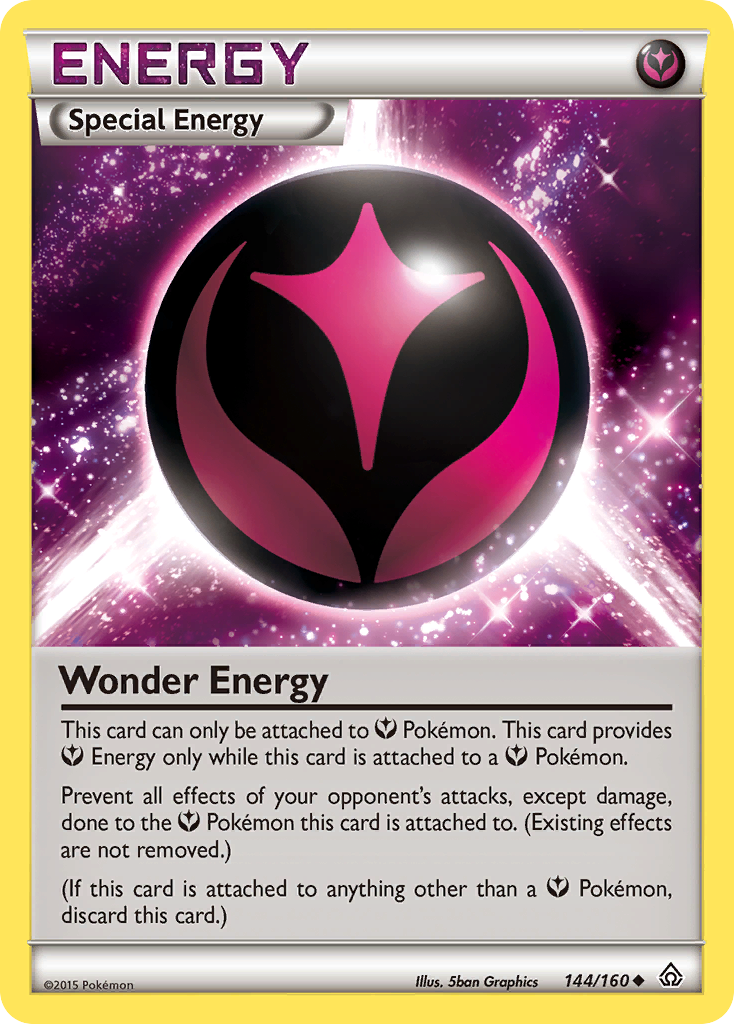 ENERGY
Special Energy
Wonder Energy
This card can only be attached to Pokémon. This card provides
Energy only while this card is attached to a Pokémon.
Prevent all effects of your opponent's attacks, except damage,
done to the Pokémon this card is attached to. (Existing effects
are not removed.)
(If this card is attached to anything other than a Pokémon,
discard this card.)
©2015 Pokémon
Illus. 5ban Graphics
144/160